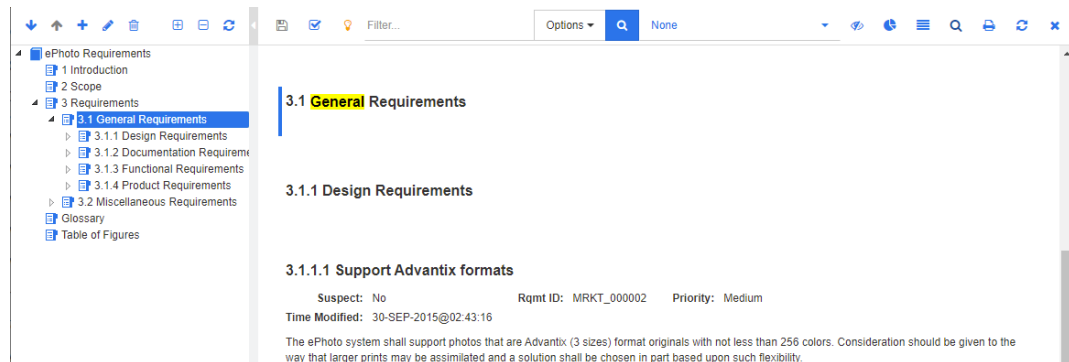 Filter...
Options
None
ePhoto Requirements
1 Introduction
2 Scope
3 Requirements
3.1 General Requirements
3.1.1 Design Requirements
3.1.2 Documentation Requireme
3.1.3 Functional Requirements
3.1.4 Product Requirements
3.2 Miscellaneous Requirements
Glossary
Table of Figures
3.1 General Requirements
3.1.1 Design Requirements
3.1.1.1 Support Advantix formats
Suspect: No Rqmt ID: MRKT_000002 Priority: Medium
Time Modified: 30-SEP-2015@02:43:16
The ePhoto system shall support photos that are Advantix (3 sizes) format originals with not less than 256 colors. Consideration should be given to the
way that larger prints may be assimilated and a solution shall be chosen in part based upon such flexibility.